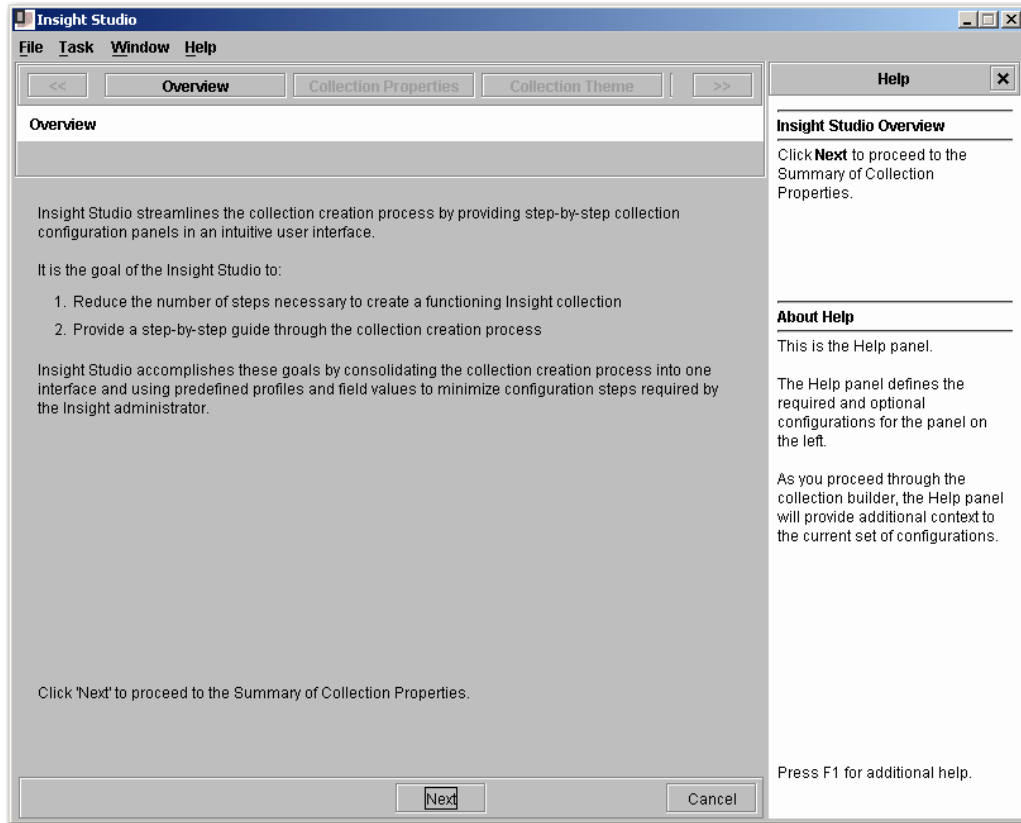 Insight Studio
File Task Window Help
<< Overview Collection Properties Collection Theme >>
Overview
Insight Studio streamlines the collection creation process by providing step-by-step collection
configuration panels in an intuitive user interface.
It is the goal of the Insight Studio to:
1. Reduce the number of steps necessary to create a functioning Insight collection
2. Provide a step-by-step guide through the collection creation process
Insight Studio accomplishes these goals by consolidating the collection creation process into one
interface and using predefined profiles and field values to minimize configuration steps required by
the Insight administrator.
Click 'Next' to proceed to the Summary of Collection Properties.
Next Cancel
Help
Insight Studio Overview
Click Next to proceed to the
Summary of Collection
Properties.
About Help
This is the Help panel.
The Help panel defines the
required and optional
configurations for the panel on
the left.
As you proceed through the
collection builder, the Help panel
will provide additional context to
the current set of configurations.
Press F1 for additional help.